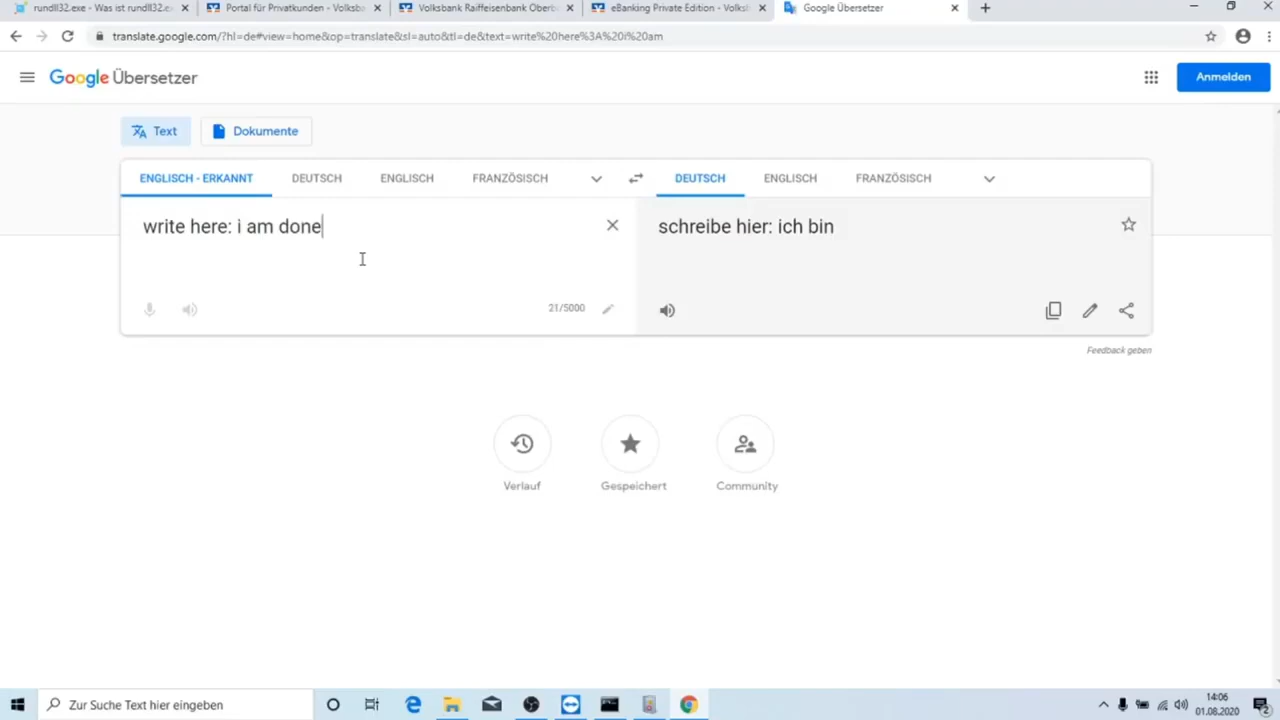 rundll32.exe - Was ist rundll32.e
Portal für Privatkunden - Volksba
Volksbank Raiffeisenbank Oberb
eBanking Private Edition - Volks
Google Übersetzer
translate.google.com/?hl=de#view=home&op=translate&sl=auto&tl=de&text=write%20here%3A%20i%20am
Google Übersetzer
Anmelden
Text
Dokumente
ENGLISCH - ERKANNT
DEUTSCH
ENGLISCH
FRANZÖSISCH
DEUTSCH
ENGLISCH
FRANZÖSISCH
write here: i am done
schreibe hier: ich bin
21/5000
Feedback geben
Verlauf
Gespeichert
Community
Zur Suche Text hier eingeben
14:06
01.08.2020
2